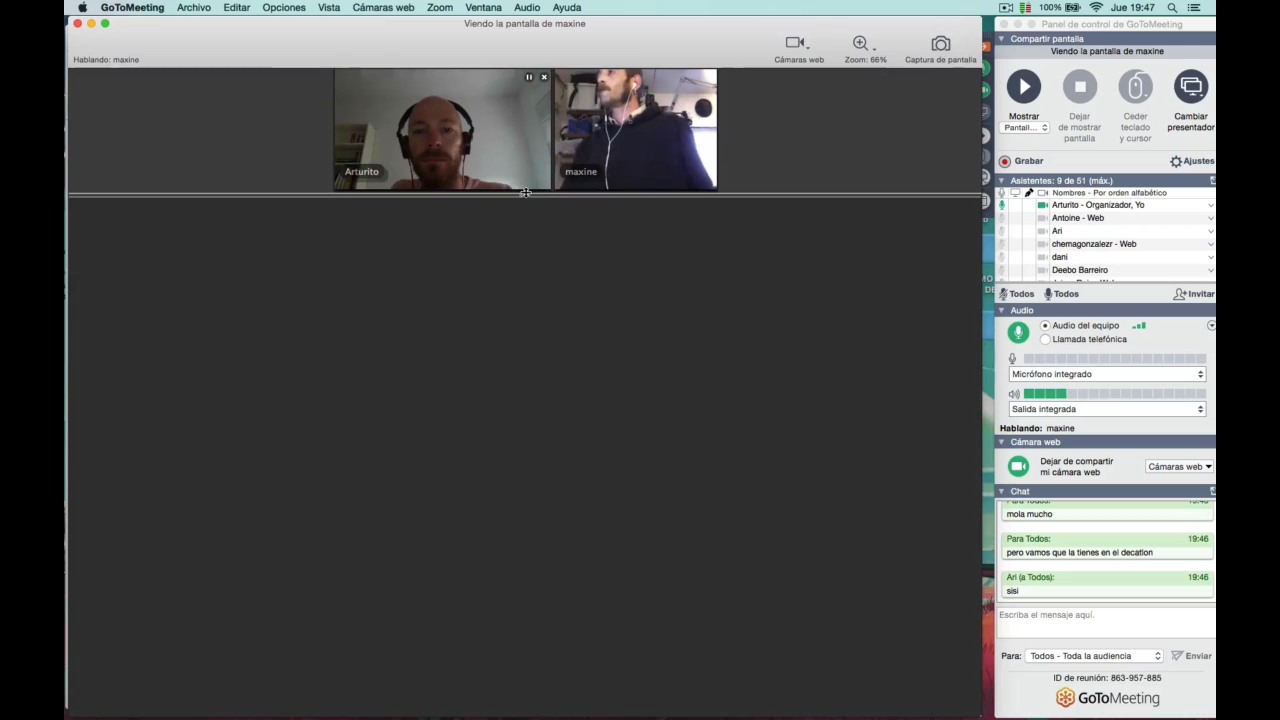 GoToMeeting Archivo Editar Opciones Vista Cámaras web Zoom Ventana Audio Ayuda 100% Jue 19:47
Viendo la pantalla de maxine
Hablando: maxine
Cámaras web
Zoom: 66%
Captura de pantalla
Arturito
maxine
Panel de control de GoToMeeting
Compartir pantalla
Viendo la pantalla de maxine
Mostrar
Pantall...
Dejar de mostrar pantalla
Ceder teclado y cursor
Cambiar presentador
Grabar
Ajustes
Asistentes: 9 de 51 (máx.)
Nombres - Por orden alfabético
Arturito - Organizador, Yo
Antoine - Web
Ari
chemagonzalezr - Web
dani
Deebo Barreiro
Todos Todos Invitar
Audio
Audio del equipo
Llamada telefónica
Micrófono integrado
Salida integrada
Hablando: maxine
Cámara web
Dejar de compartir
mi cámara web
Cámaras web
Chat
mola mucho
Para Todos: 19:46
pero vamos que la tienes en el decatlon
Ari (a Todos): 19:46
sisi
Escriba el mensaje aquí.
Para: Todos - Toda la audiencia Enviar
ID de reunión: 863-957-885
GoToMeeting